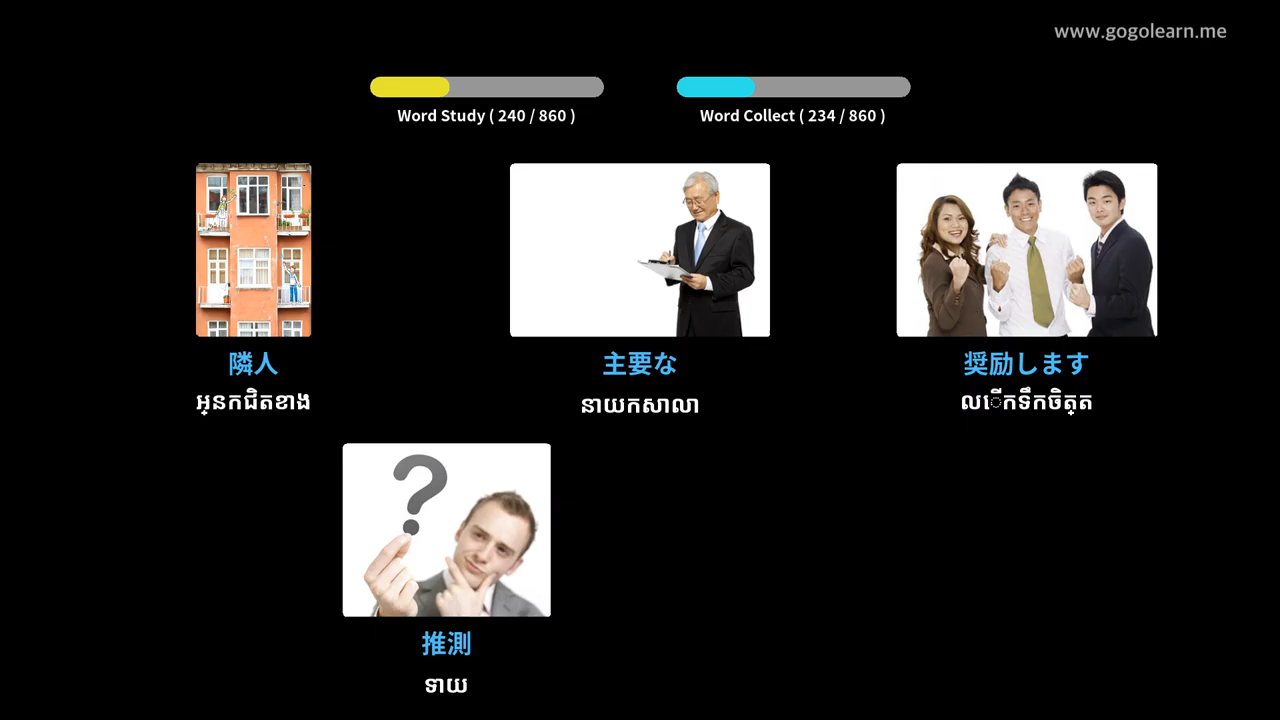 www.gogolearn.me
Word Study ( 240 / 860 )
Word Collect ( 234 / 860 )
隣人
主要な
奨励します
អ្នកជិតខាង
នាយកសាលា
លើកទឹកចិត្ត
推測
ទាយ